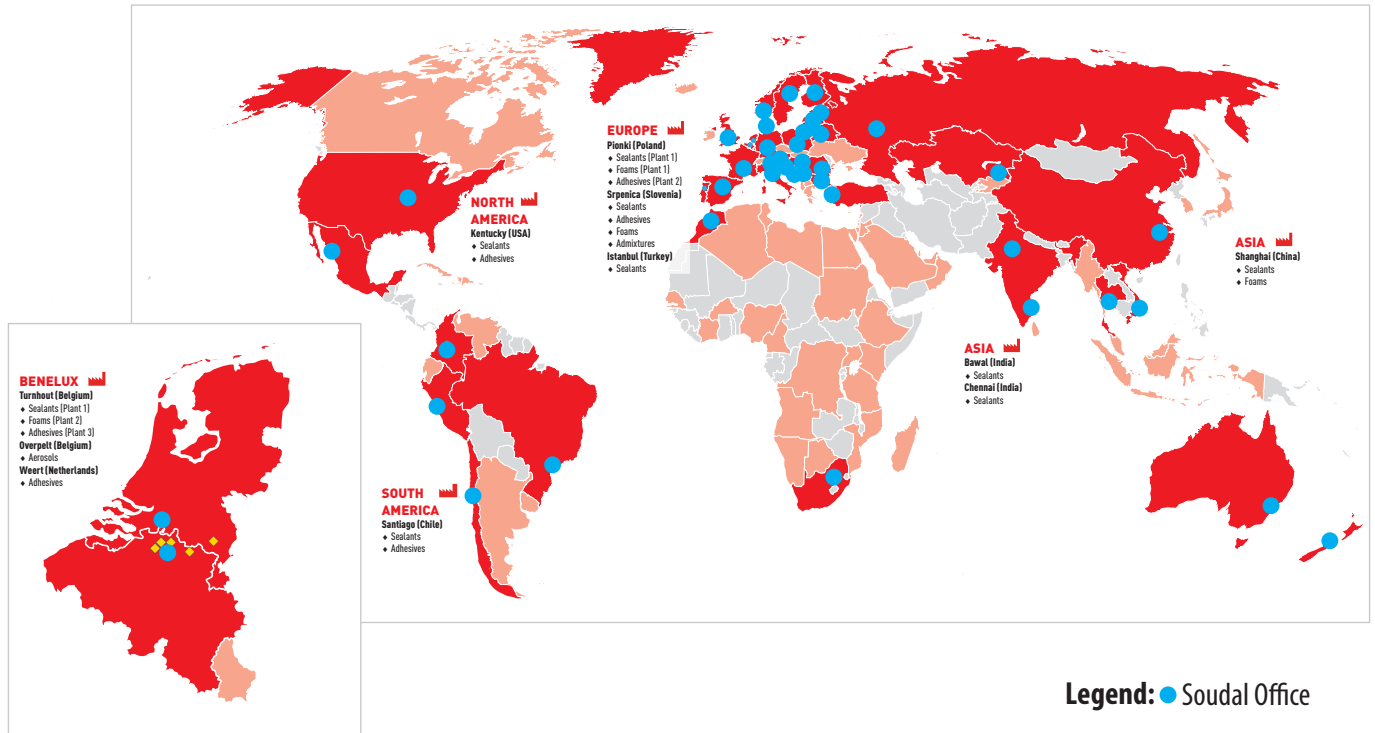 EUROPE
Pionki (Poland)
♦ Sealants (Plant 1)
♦ Foams (Plant 1)
♦ Adhesives (Plant 2)
Srpenica (Slovenia)
♦ Sealants
♦ Adhesives
♦ Foams
♦ Admixtures
Istanbul (Turkey)
♦ Sealants
NORTH
AMERICA
Kentucky (USA)
♦ Sealants
♦ Adhesives
ASIA
Shanghai (China)
♦ Sealants
♦ Foams
ASIA
Bawal (India)
♦ Sealants
Chennai (India)
♦ Sealants
BENELUX
Turnhout (Belgium)
♦ Sealants (Plant 1)
♦ Foams (Plant 2)
♦ Adhesives (Plant 3)
Overpelt (Belgium)
♦ Aerosols
Weert (Netherlands)
♦ Adhesives
SOUTH
AMERICA
Santiago (Chile)
♦ Sealants
♦ Adhesives
Legend: Soudal Office